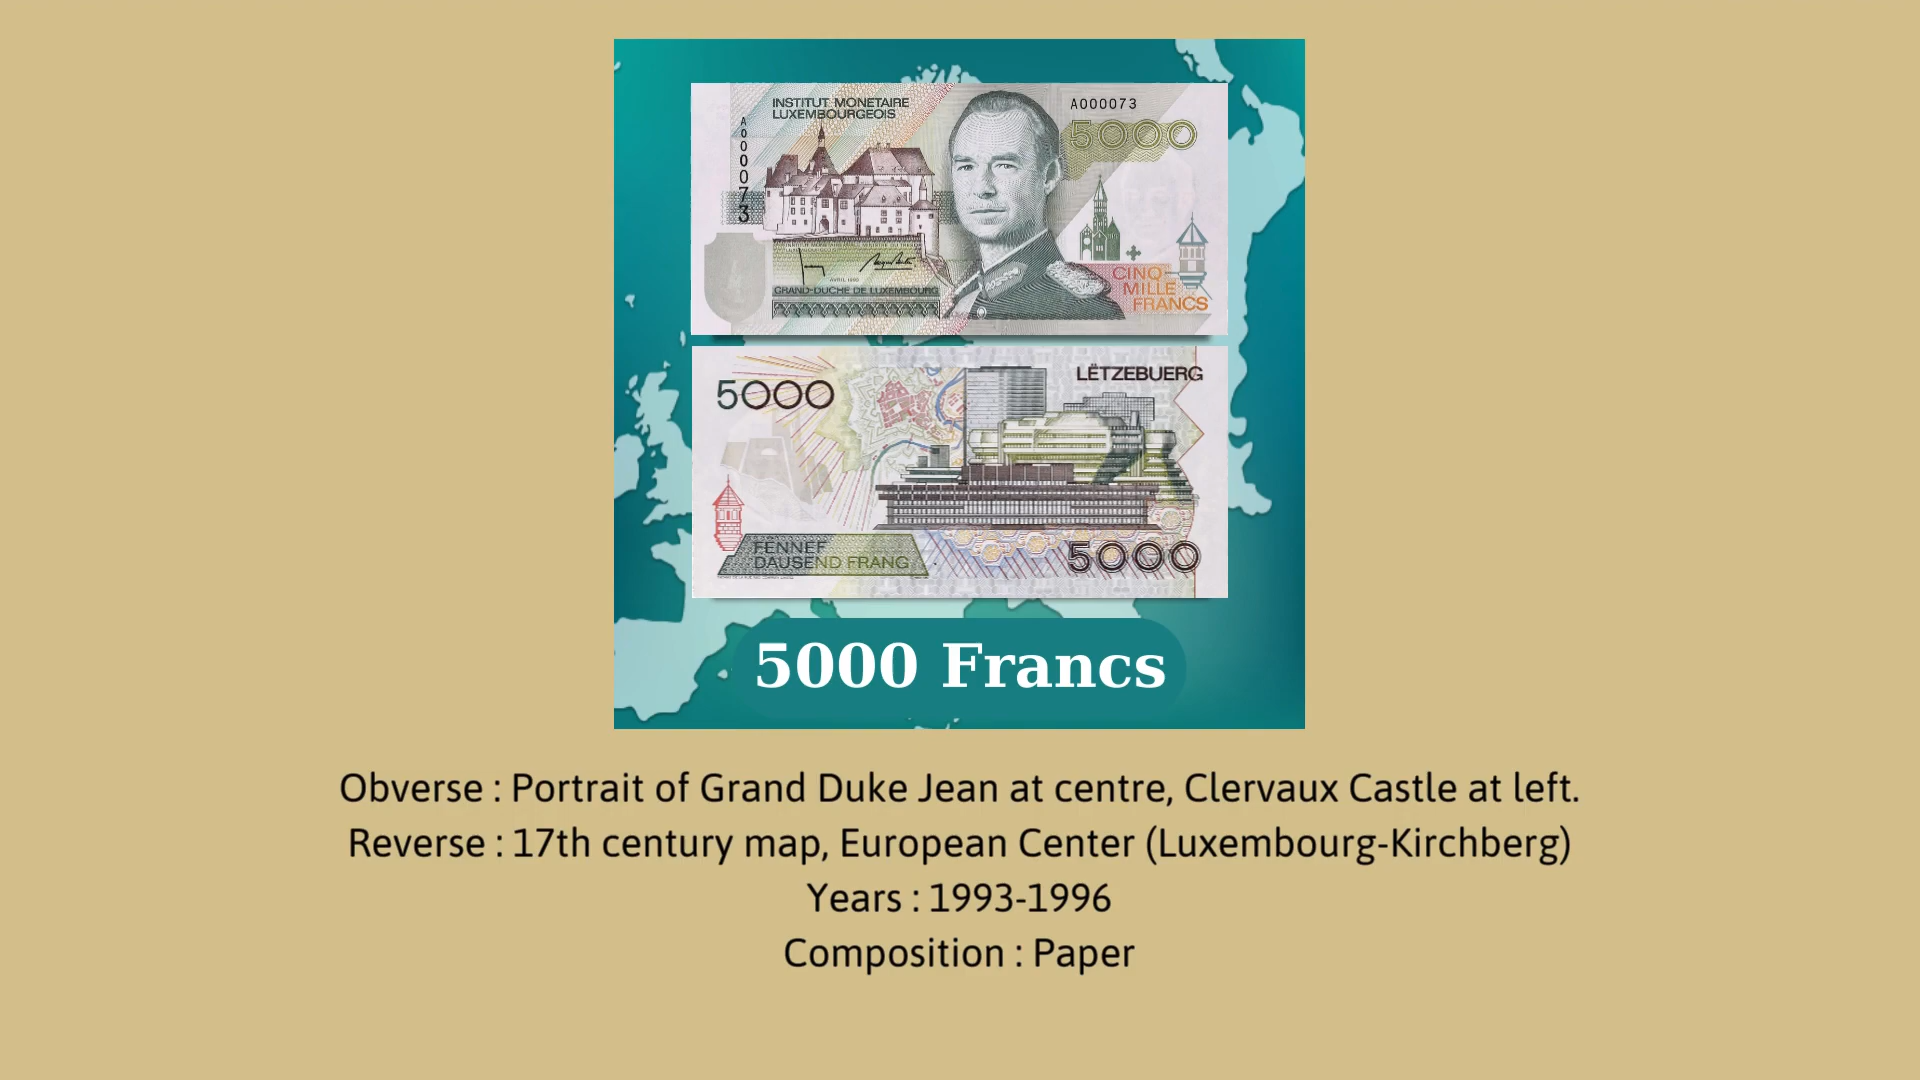 INSTITUT MONETAIRE
LUXEMBOURGEOIS
A000073
A000073
5000
GRAND-DUCHE DE LUXEMBOURG
CINQ
MILLE
FRANCS
5000
LËTZEBUERG
FENNEF
DAUSEND FRANG
5000
5000 Francs
Obverse : Portrait of Grand Duke Jean at centre, Clervaux Castle at left.
Reverse : 17th century map, European Center (Luxembourg-Kirchberg)
Years : 1993-1996
Composition : Paper